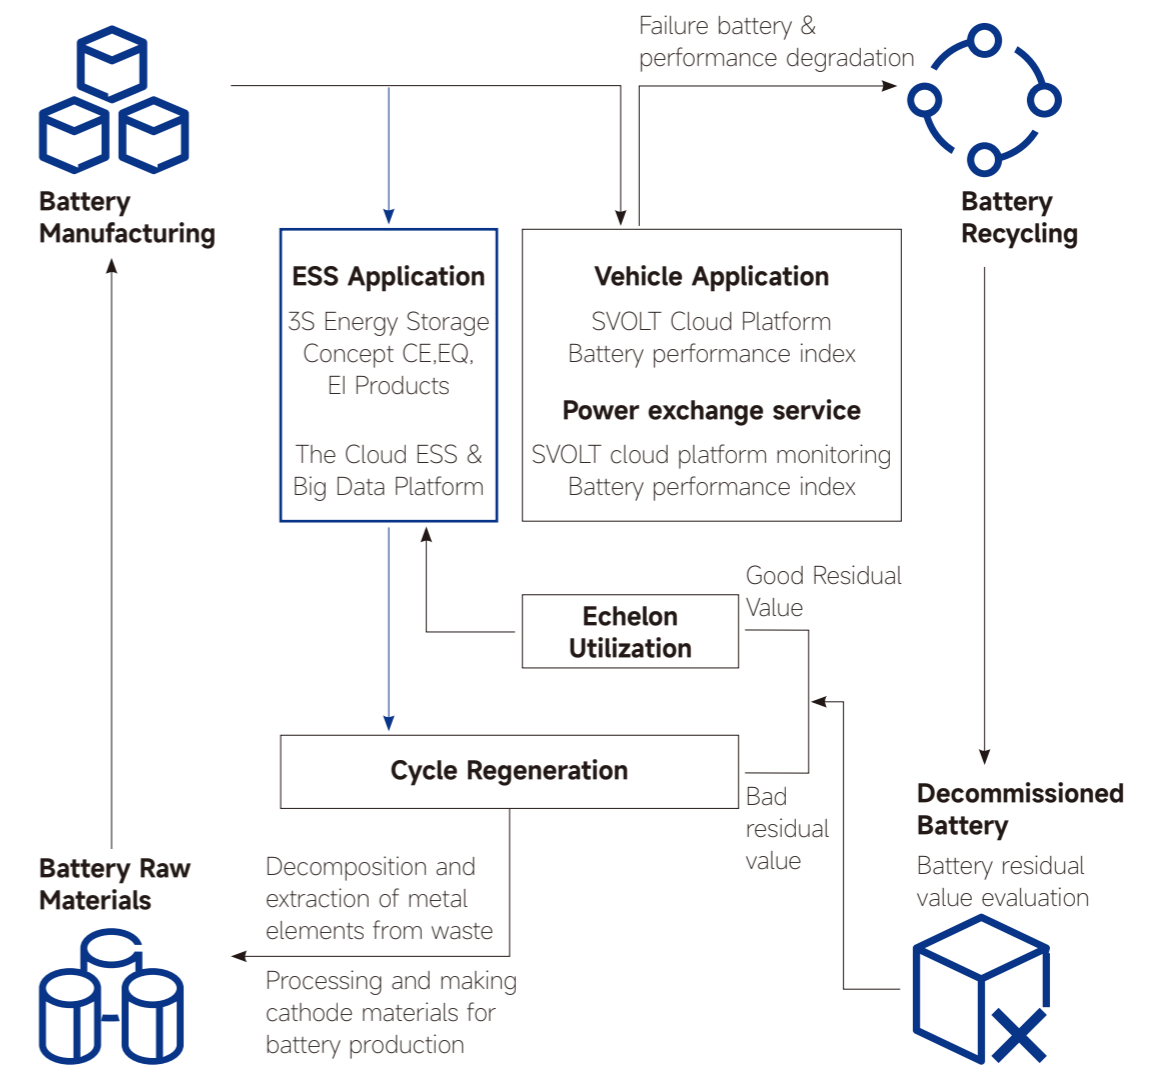 Failure battery &
performance degradation
Battery
Manufacturing
Battery
Recycling
ESS Application
3S Energy Storage
Concept CE,EQ,
EI Products
The Cloud ESS &
Big Data Platform
Vehicle Application
SVOLT Cloud Platform
Battery performance index
Power exchange service
SVOLT cloud platform monitoring
Battery performance index
Good Residual
Value
Echelon
Utilization
Cycle Regeneration
Bad
residual
value
Decommissioned
Battery
Battery residual
value evaluation
Battery Raw
Materials
Decomposition and
extraction of metal
elements from waste
Processing and making
cathode materials for
battery production